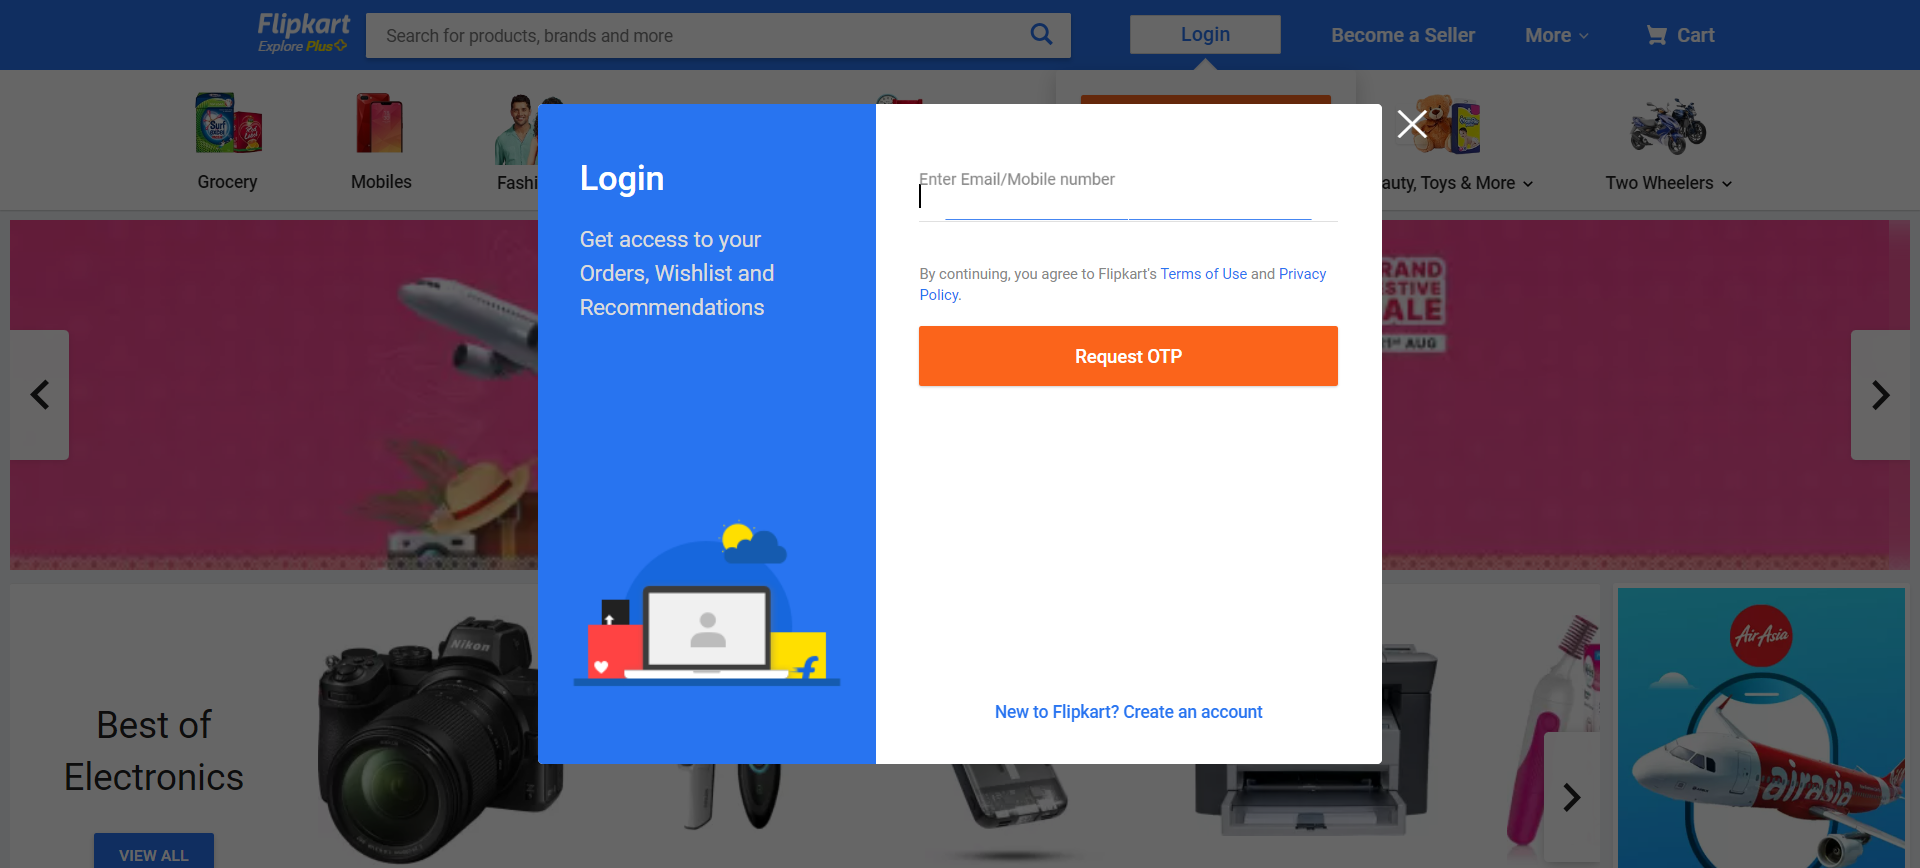 Flipkart
Explore Plus
Search for products, brands and more
Login
Become a Seller
More
Cart
Surf
Grocery
Mobiles
Fashi
auty, Toys & More
Two Wheelers
Login
Get access to your
Orders, Wishlist and
Recommendations
Enter Email/Mobile number
By continuing, you agree to Flipkart's Terms of Use and Privacy
Policy.
Request OTP
New to Flipkart? Create an account
RAND
STIVE
ALE
1st AUG
Best of
Electronics
VIEW ALL
Nikon
AirAsia
airasia